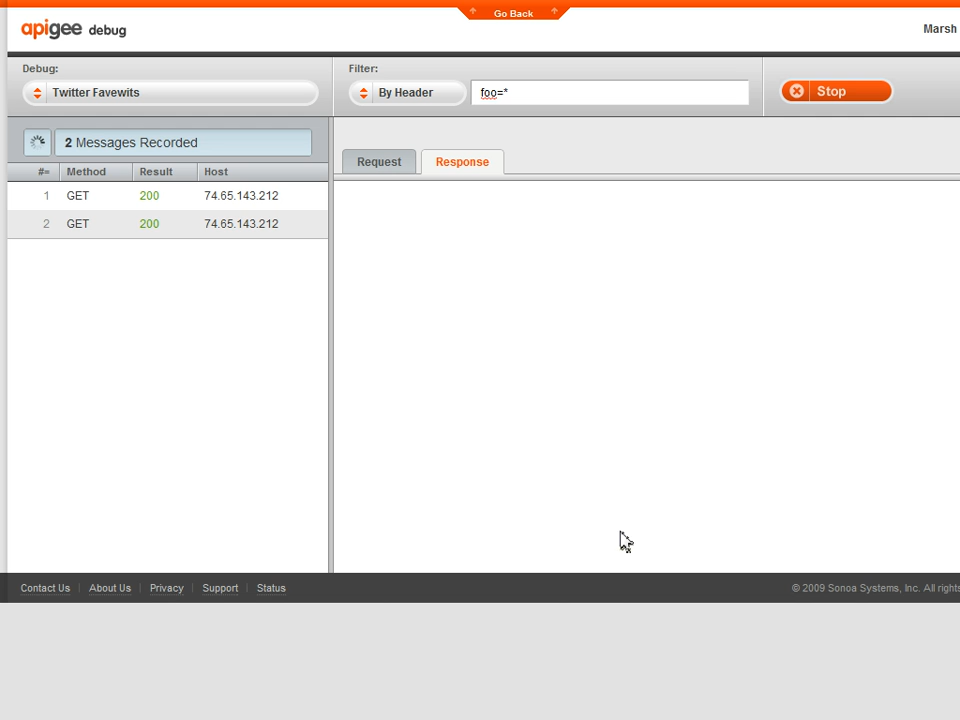 Go Back
apigee debug
Marsh
Debug:
Twitter Favewits
Filter:
By Header
foo=*
Stop
2 Messages Recorded
Request
Response
#= Method Result Host
1 GET 200 74.65.143.212
2 GET 200 74.65.143.212
Contact Us About Us Privacy Support Status
© 2009 Sonoa Systems, Inc. All rights